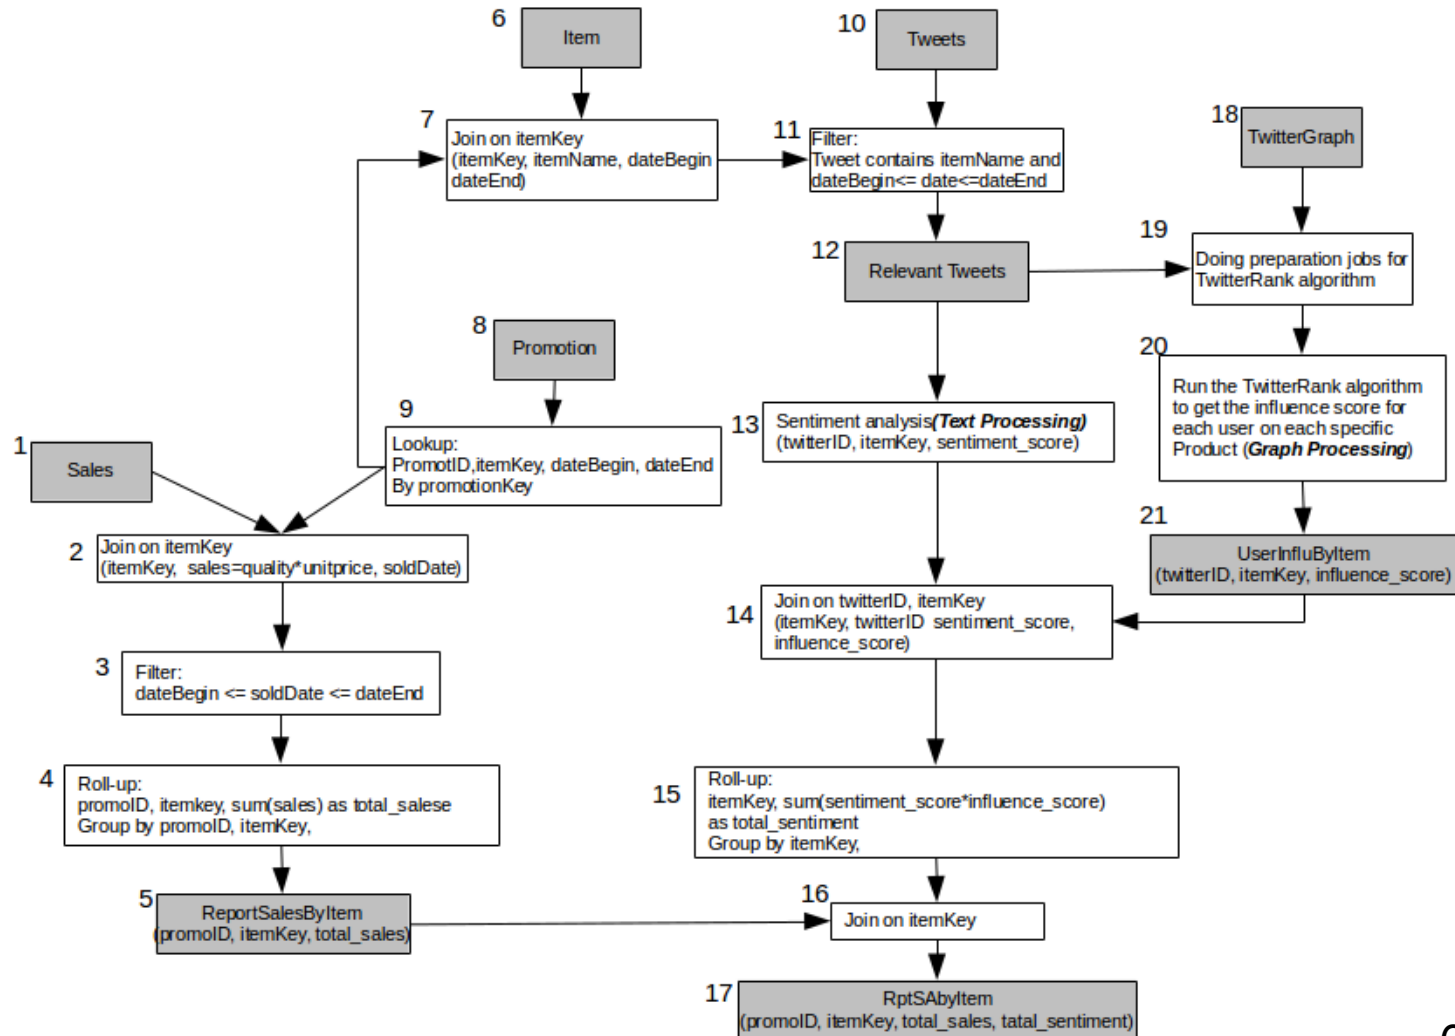 6
Item
10
Tweets
7
Join on itemKey
(itemKey, itemName, dateBegin
dateEnd)
11
Filter:
Tweet contains itemName and
dateBegin<= date<=dateEnd
18
TwitterGraph
12
Relevant Tweets
19
Doing preparation jobs for
TwitterRank algorithm
8
Promotion
20
Run the TwitterRank algorithm
to get the influence score for
each user on each specific
Product (Graph Processing)
9
Lookup:
PromotID,itemKey, dateBegin, dateEnd
By promotionKey
13
Sentiment analysis(Text Processing)
(twitterID, itemKey, sentiment_score)
1
Sales
21
UserInfluByItem
(twitterID, itemKey, influence_score)
2
Join on itemKey
(itemKey, sales=quality*unitprice, soldDate)
14
Join on twitterID, itemKey
(itemKey, twitterID sentiment_score,
influence_score)
3
Filter:
dateBegin <= soldDate <= dateEnd
4
Roll-up:
promoID, itemkey, sum(sales) as total_salese
Group by promoID, itemKey,
15
Roll-up:
itemKey, sum(sentiment_score*influence_score)
as total_sentiment
Group by itemKey,
5
ReportSalesByItem
(promoID, itemKey, total_sales)
16
Join on itemKey
17
RptSAbyItem
(promoID, itemKey, total_sales, tatal_sentiment)